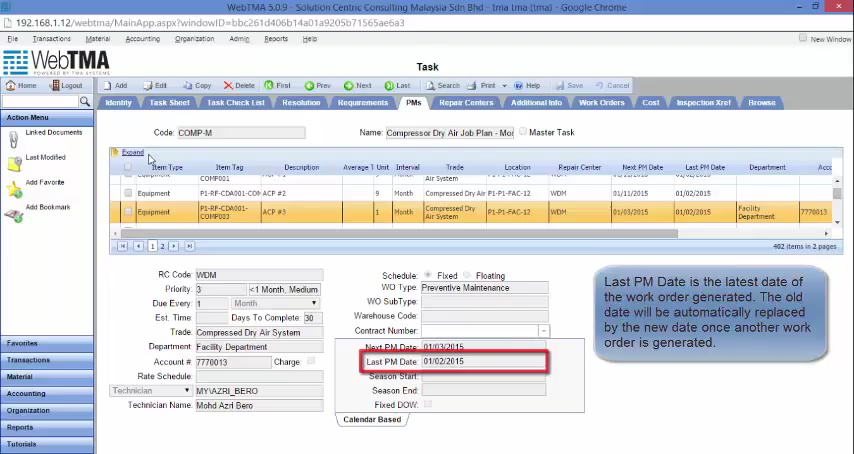 WebTMA 5.0.9 - Solution Centric Consulting Malaysia Sdn Bhd - tma tma (tma) - Google Chrome
192.168.1.12/webtma/MainApp.aspx?windowID=bbc261d406b14a01a9205b71565ae6a3
File Transactions Material Accounting Organization Admin Reports Help New Window
WebTMA
POWERED BY TMA SYSTEMS
Task
Home Logout Add Edit Copy Delete First Prev Next Last Search Print Help Save Cancel
Identity Task Sheet Task Check List Resolution Requirements PMs Repair Centers Additional Info Work Orders Cost Inspection Xref Browse
Action Menu
Linked Documents
Last Modified
Add Favorite
Add Bookmark
Code: COMP-M Name: Compressor Dry Air Job Plan - Mo Master Task
Expand
Item Type Item Tag Description Average T Unit Interval Trade Location Repair Center Next PM Date Last PM Date Department Acco
COMP001 Air System
Equipment P1-RF-CDA001-COM ACP #2 9 Month Compressed Dry Air P1-P1-FAC-12 WDM 01/11/2015 01/02/2015
Equipment P1-RF-CDA001-COMP003 ACP #3 1 Month Compressed Dry Air System P1-P1-FAC-12 WDM 01/03/2015 01/02/2015 Facility Department 7770013
1 2 402 items in 2 pages
RC Code: WDM
Priority: 3 <1 Month, Medium
Due Every: 1 Month
Est. Time: Days To Complete: 30
Trade: Compressed Dry Air System
Department: Facility Department
Account #: 7770013 Charge:
Rate Schedule:
Technician MY\AZRI_BERO
Technician Name: Mohd Azri Bero
Schedule: Fixed Floating
WO Type: Preventive Maintenance
WO SubType:
Warehouse Code:
Contract Number:
Next PM Date: 01/03/2015
Last PM Date: 01/02/2015
Season Start:
Season End:
Fixed DOW:
Calendar Based
Last PM Date is the latest date of
the work order generated. The old
date will be automatically replaced
by the new date once another work
order is generated.
Favorites
Transactions
Material
Accounting
Organization
Reports
Tutorials